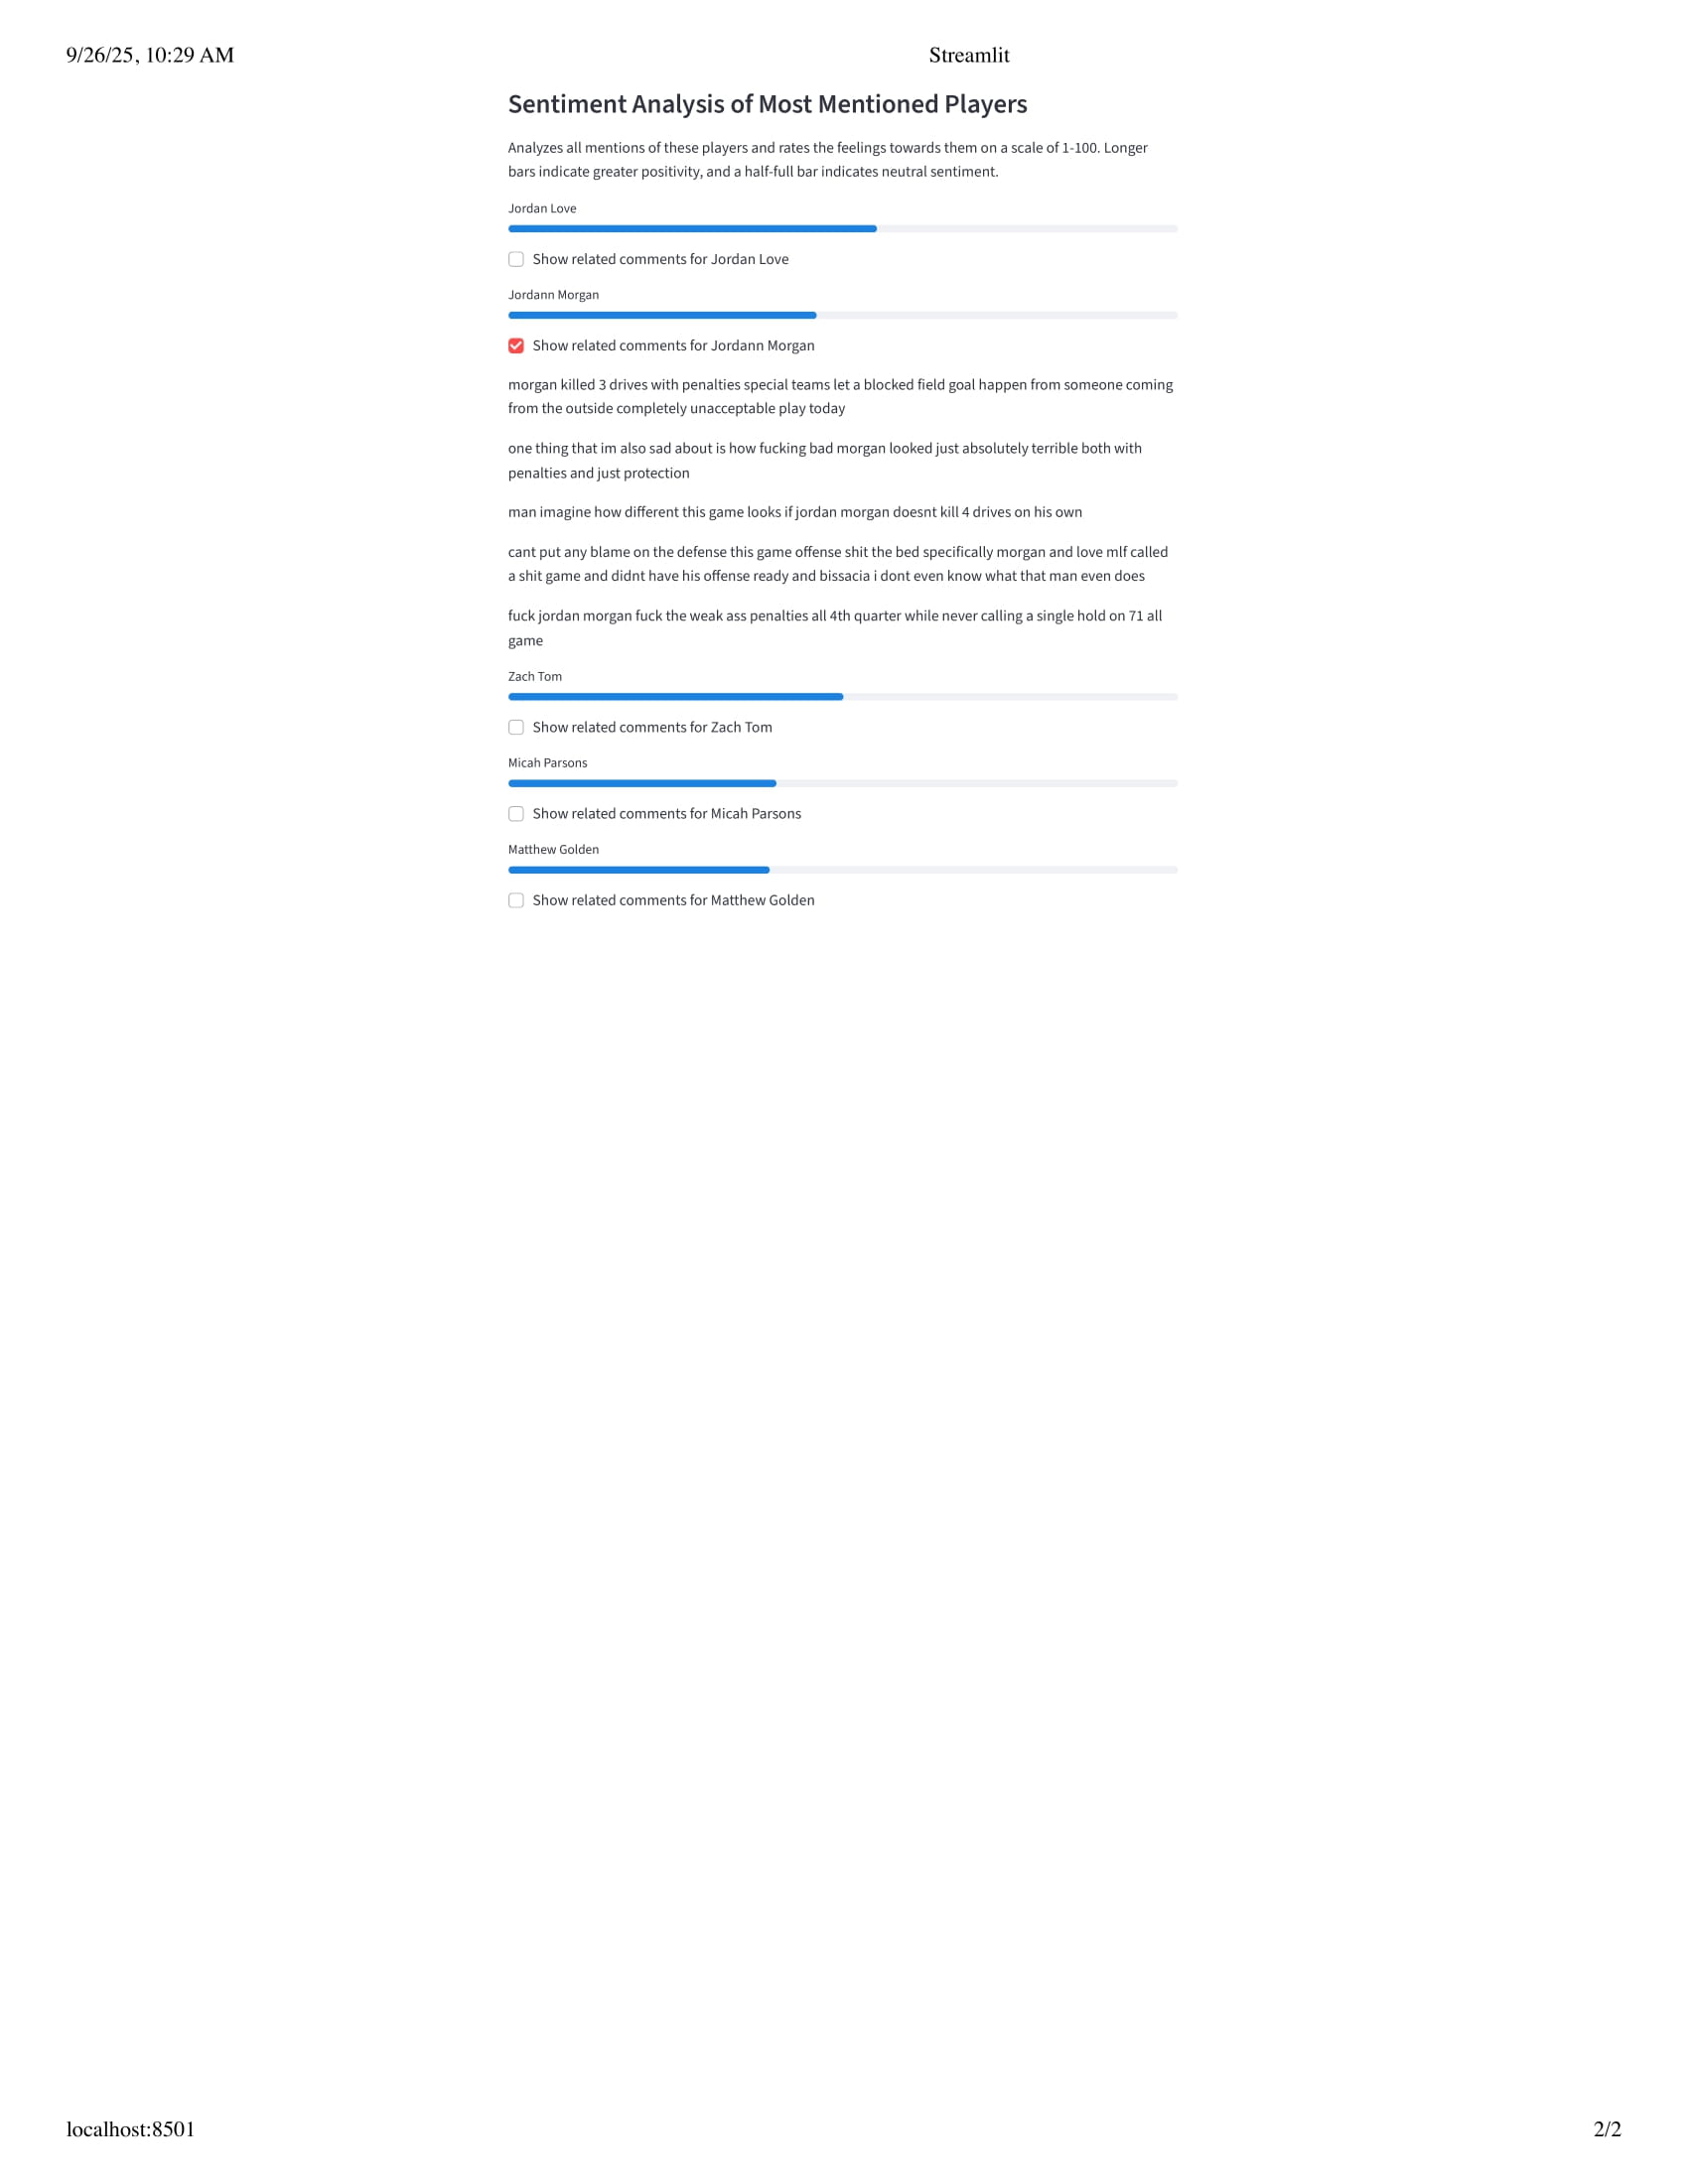 9/26/25, 10:29 AM
Streamlit
Sentiment Analysis of Most Mentioned Players
Analyzes all mentions of these players and rates the feelings towards them on a scale of 1-100. Longer
bars indicate greater positivity, and a half-full bar indicates neutral sentiment.
Jordan Love
Show related comments for Jordan Love
Jordann Morgan
Show related comments for Jordann Morgan
morgan killed 3 drives with penalties special teams let a blocked field goal happen from someone coming
from the outside completely unacceptable play today
one thing that im also sad about is how fucking bad morgan looked just absolutely terrible both with
penalties and just protection
man imagine how different this game looks if jordan morgan doesnt kill 4 drives on his own
cant put any blame on the defense this game offense shit the bed specifically morgan and love mlf called
a shit game and didnt have his offense ready and bissacia i dont even know what that man even does
fuck jordan morgan fuck the weak ass penalties all 4th quarter while never calling a single hold on 71 all
game
Zach Tom
Show related comments for Zach Tom
Micah Parsons
Show related comments for Micah Parsons
Matthew Golden
Show related comments for Matthew Golden
localhost:8501
2/2